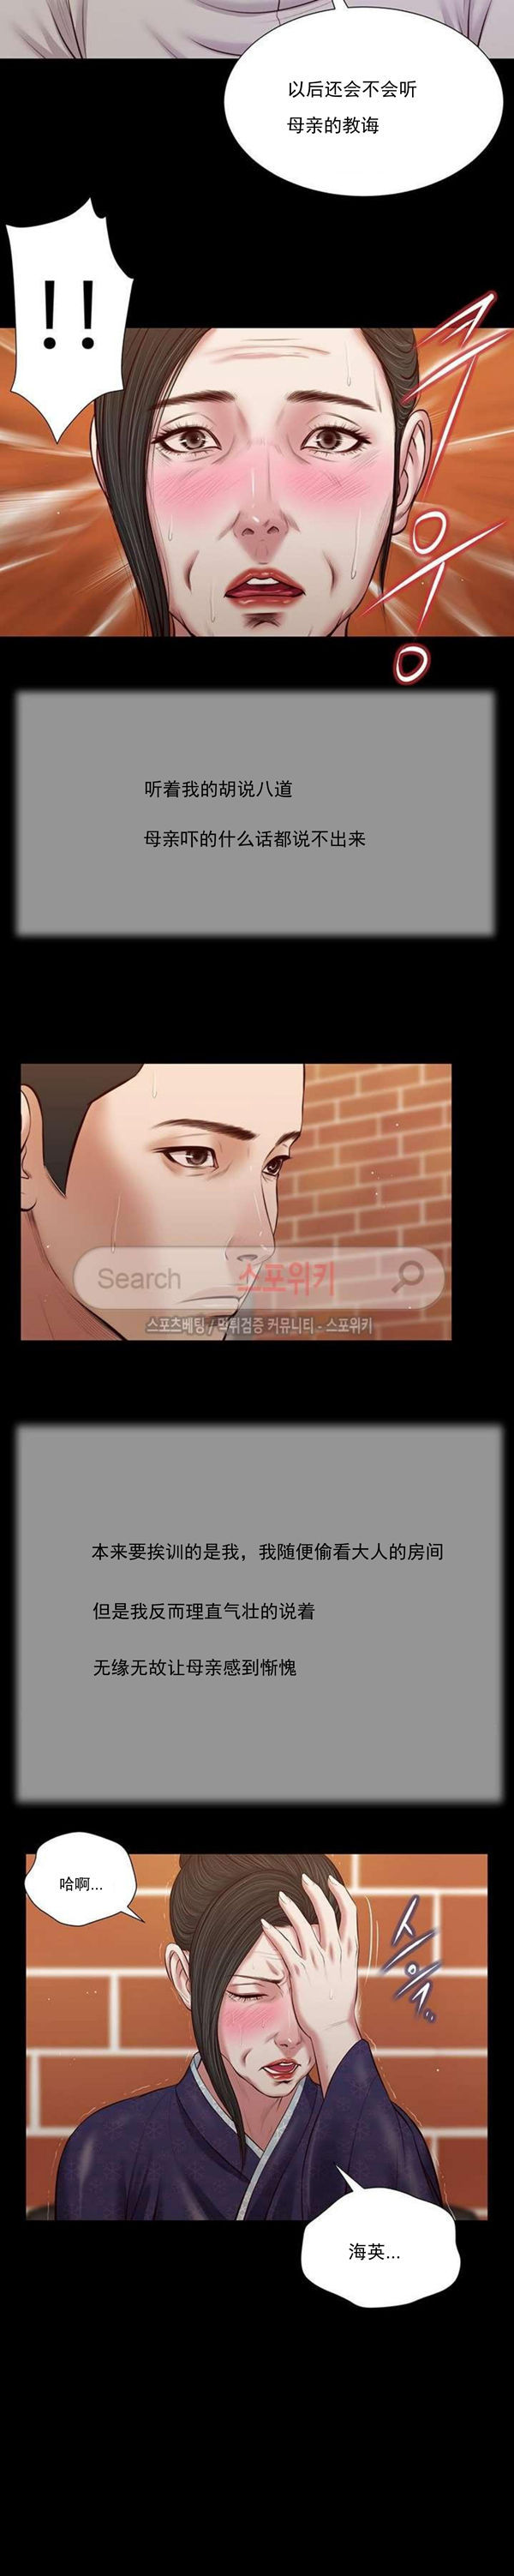 以后还会不会听
母亲的教诲
!!
听着我的胡说八道
母亲吓的什么话都说不出来
Search 스포위키
스포츠베팅 / 먹튀검증 커뮤니티 - 스포위키
本来要挨训的是我，我随便偷看大人的房间
但是我反而理直气壮的说着
无缘无故让母亲感到惭愧
哈啊...
海英...